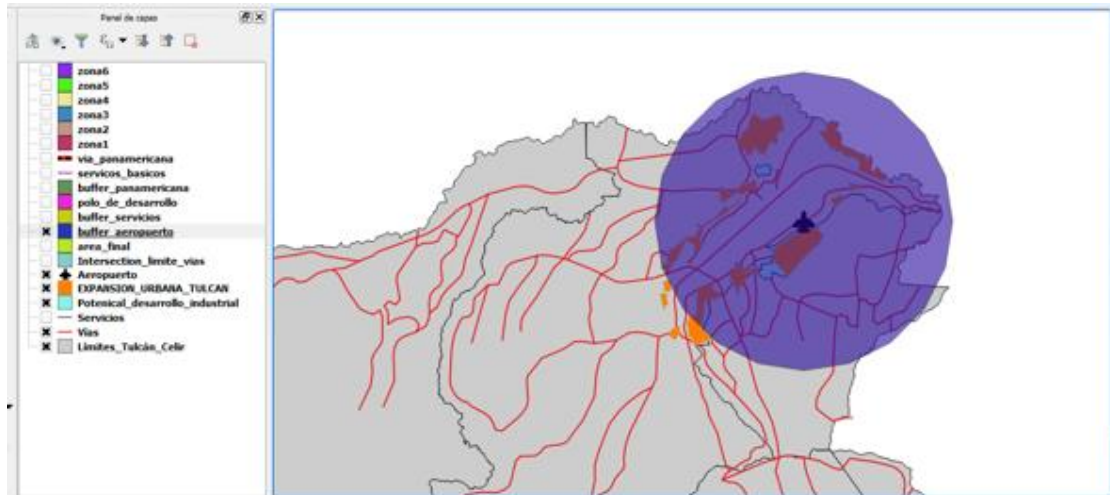 Panel de capas
zona6
zona5
zona4
zona3
zona2
zona1
via_panamericana
servicos_basicos
buffer_panamericana
polo_de_desarrollo
buffer_servicios
buffer_aeropuerto
area_final
Intersection_limite_vias
Aeropuerto
EXPANSION_URBANA_TULCAN
Potenical_desarrollo_industrial
Servicios
Vias
Limites_Tulcán_Celir